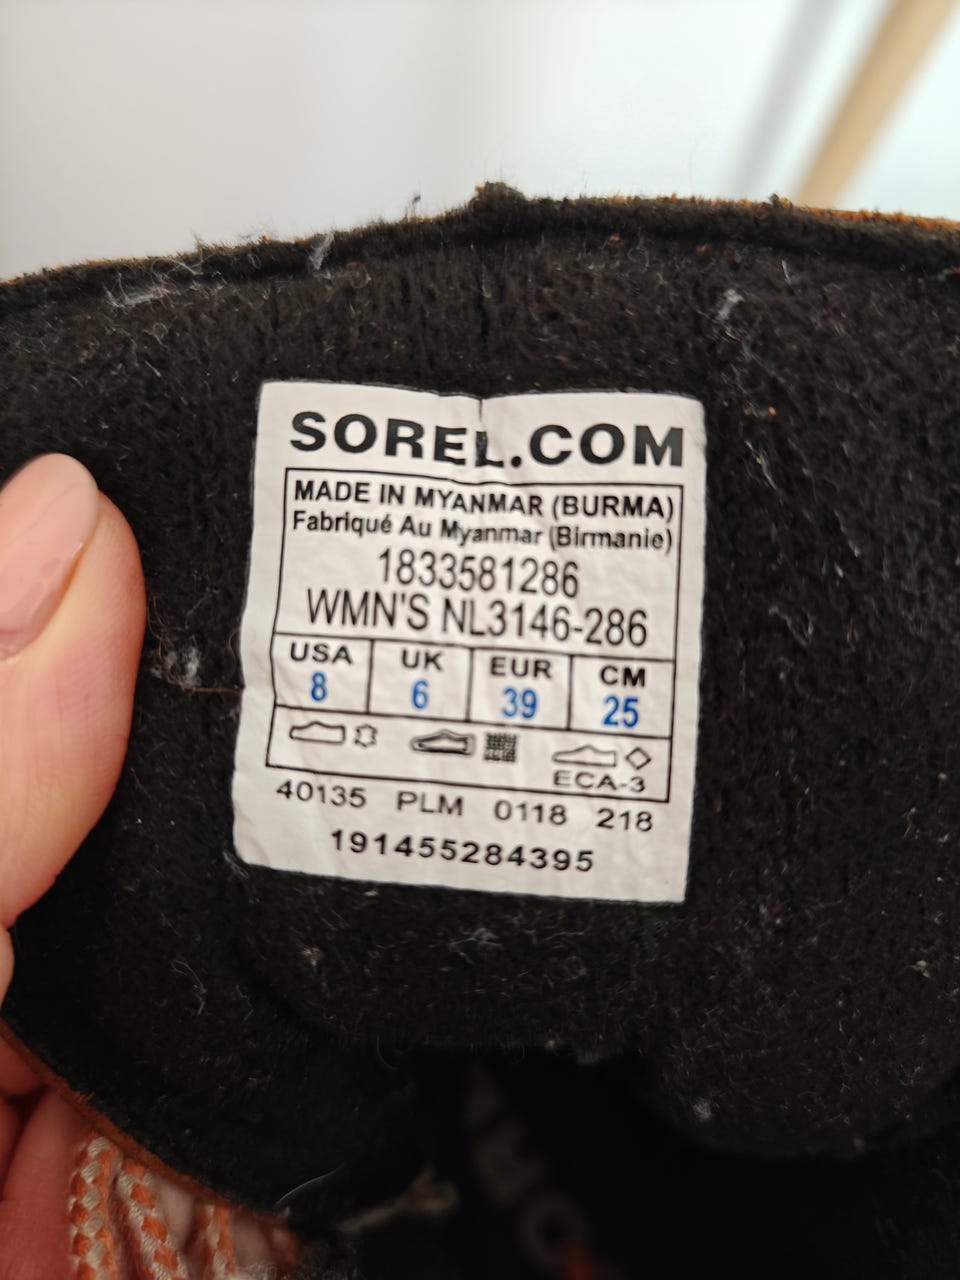 SOREL.COM
MADE IN MYANMAR (BURMA)
Fabriqué Au Myanmar (Birmanie)
1833581286
WMN'S NL3146-286
USA UK EUR CM
8 6 39 25
ECA-3
40135 PLM 0118 218
191455284395